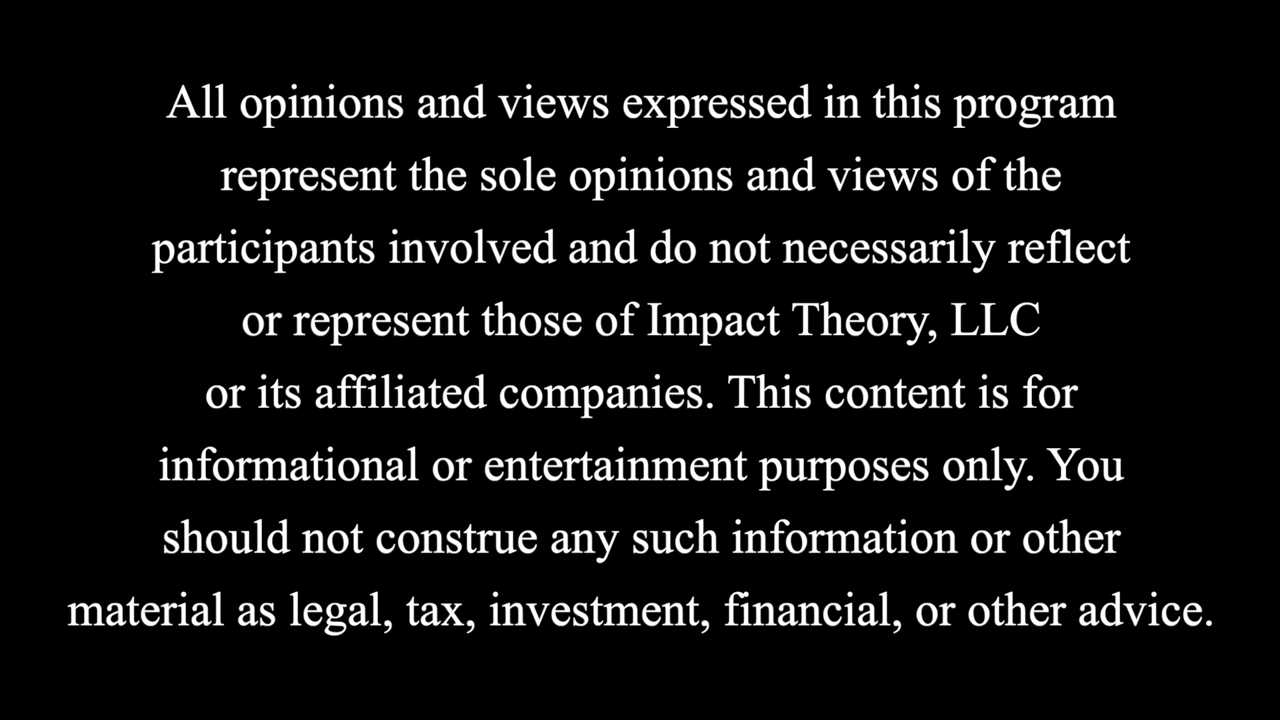 All opinions and views expressed in this program
represent the sole opinions and views of the
participants involved and do not necessarily reflect
or represent those of Impact Theory, LLC
or its affiliated companies. This content is for
informational or entertainment purposes only. You
should not construe any such information or other
material as legal, tax, investment, financial, or other advice.